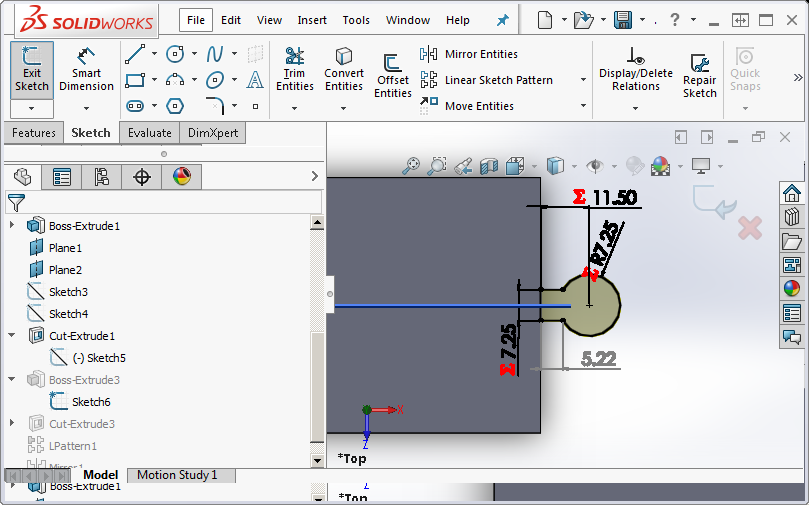 SOLIDWORKS File Edit View Insert Tools Window Help ?
Exit Sketch
Smart Dimension
Trim Entities
Convert Entities
Offset Entities
Mirror Entities
Linear Sketch Pattern
Move Entities
Display/Delete Relations
Repair Sketch
Quick Snaps
Features Sketch Evaluate DimXpert
Boss-Extrude1
Plane1
Plane2
Sketch3
Sketch4
Cut-Extrude1
(-) Sketch5
Boss-Extrude3
Sketch6
Cut-Extrude3
LPattern1
Mirror1
Σ 11.50
Σ R7.25
Σ 7.25
5.22
X
Z
*Top
Model Motion Study 1
Boss-Extrude1
Z
*Top